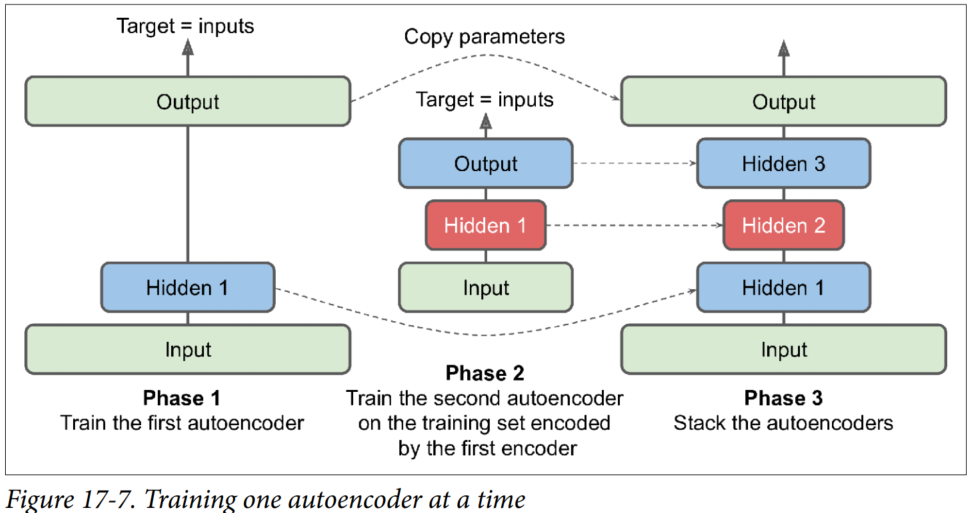 Target = inputs
Output
Hidden 1
Input
Phase 1
Train the first autoencoder
Copy parameters
Target = inputs
Output
Hidden 1
Input
Phase 2
Train the second autoencoder
on the training set encoded
by the first encoder
Output
Hidden 3
Hidden 2
Hidden 1
Input
Phase 3
Stack the autoencoders
Figure 17-7. Training one autoencoder at a time